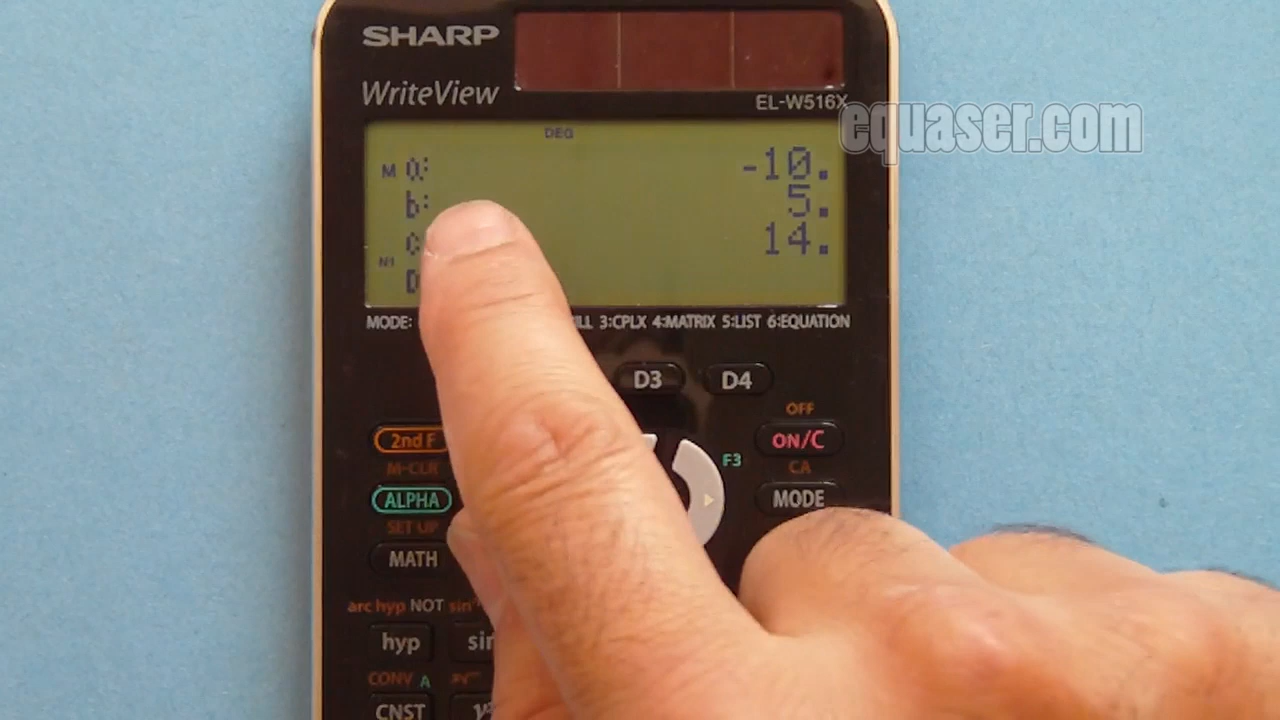 SHARP
WriteView
EL-W516X
equaser.com
DEG
M a: -10.
b: 5.
c 14.
N1
D
MODE: 3:CPLX 4:MATRIX 5:LIST 6:EQUATION
D3 D4
OFF
2nd F ON/C
F3
M-CLR CA
ALPHA MODE
SET UP
MATH
arc hyp NOT
hyp
CONV A
CNST